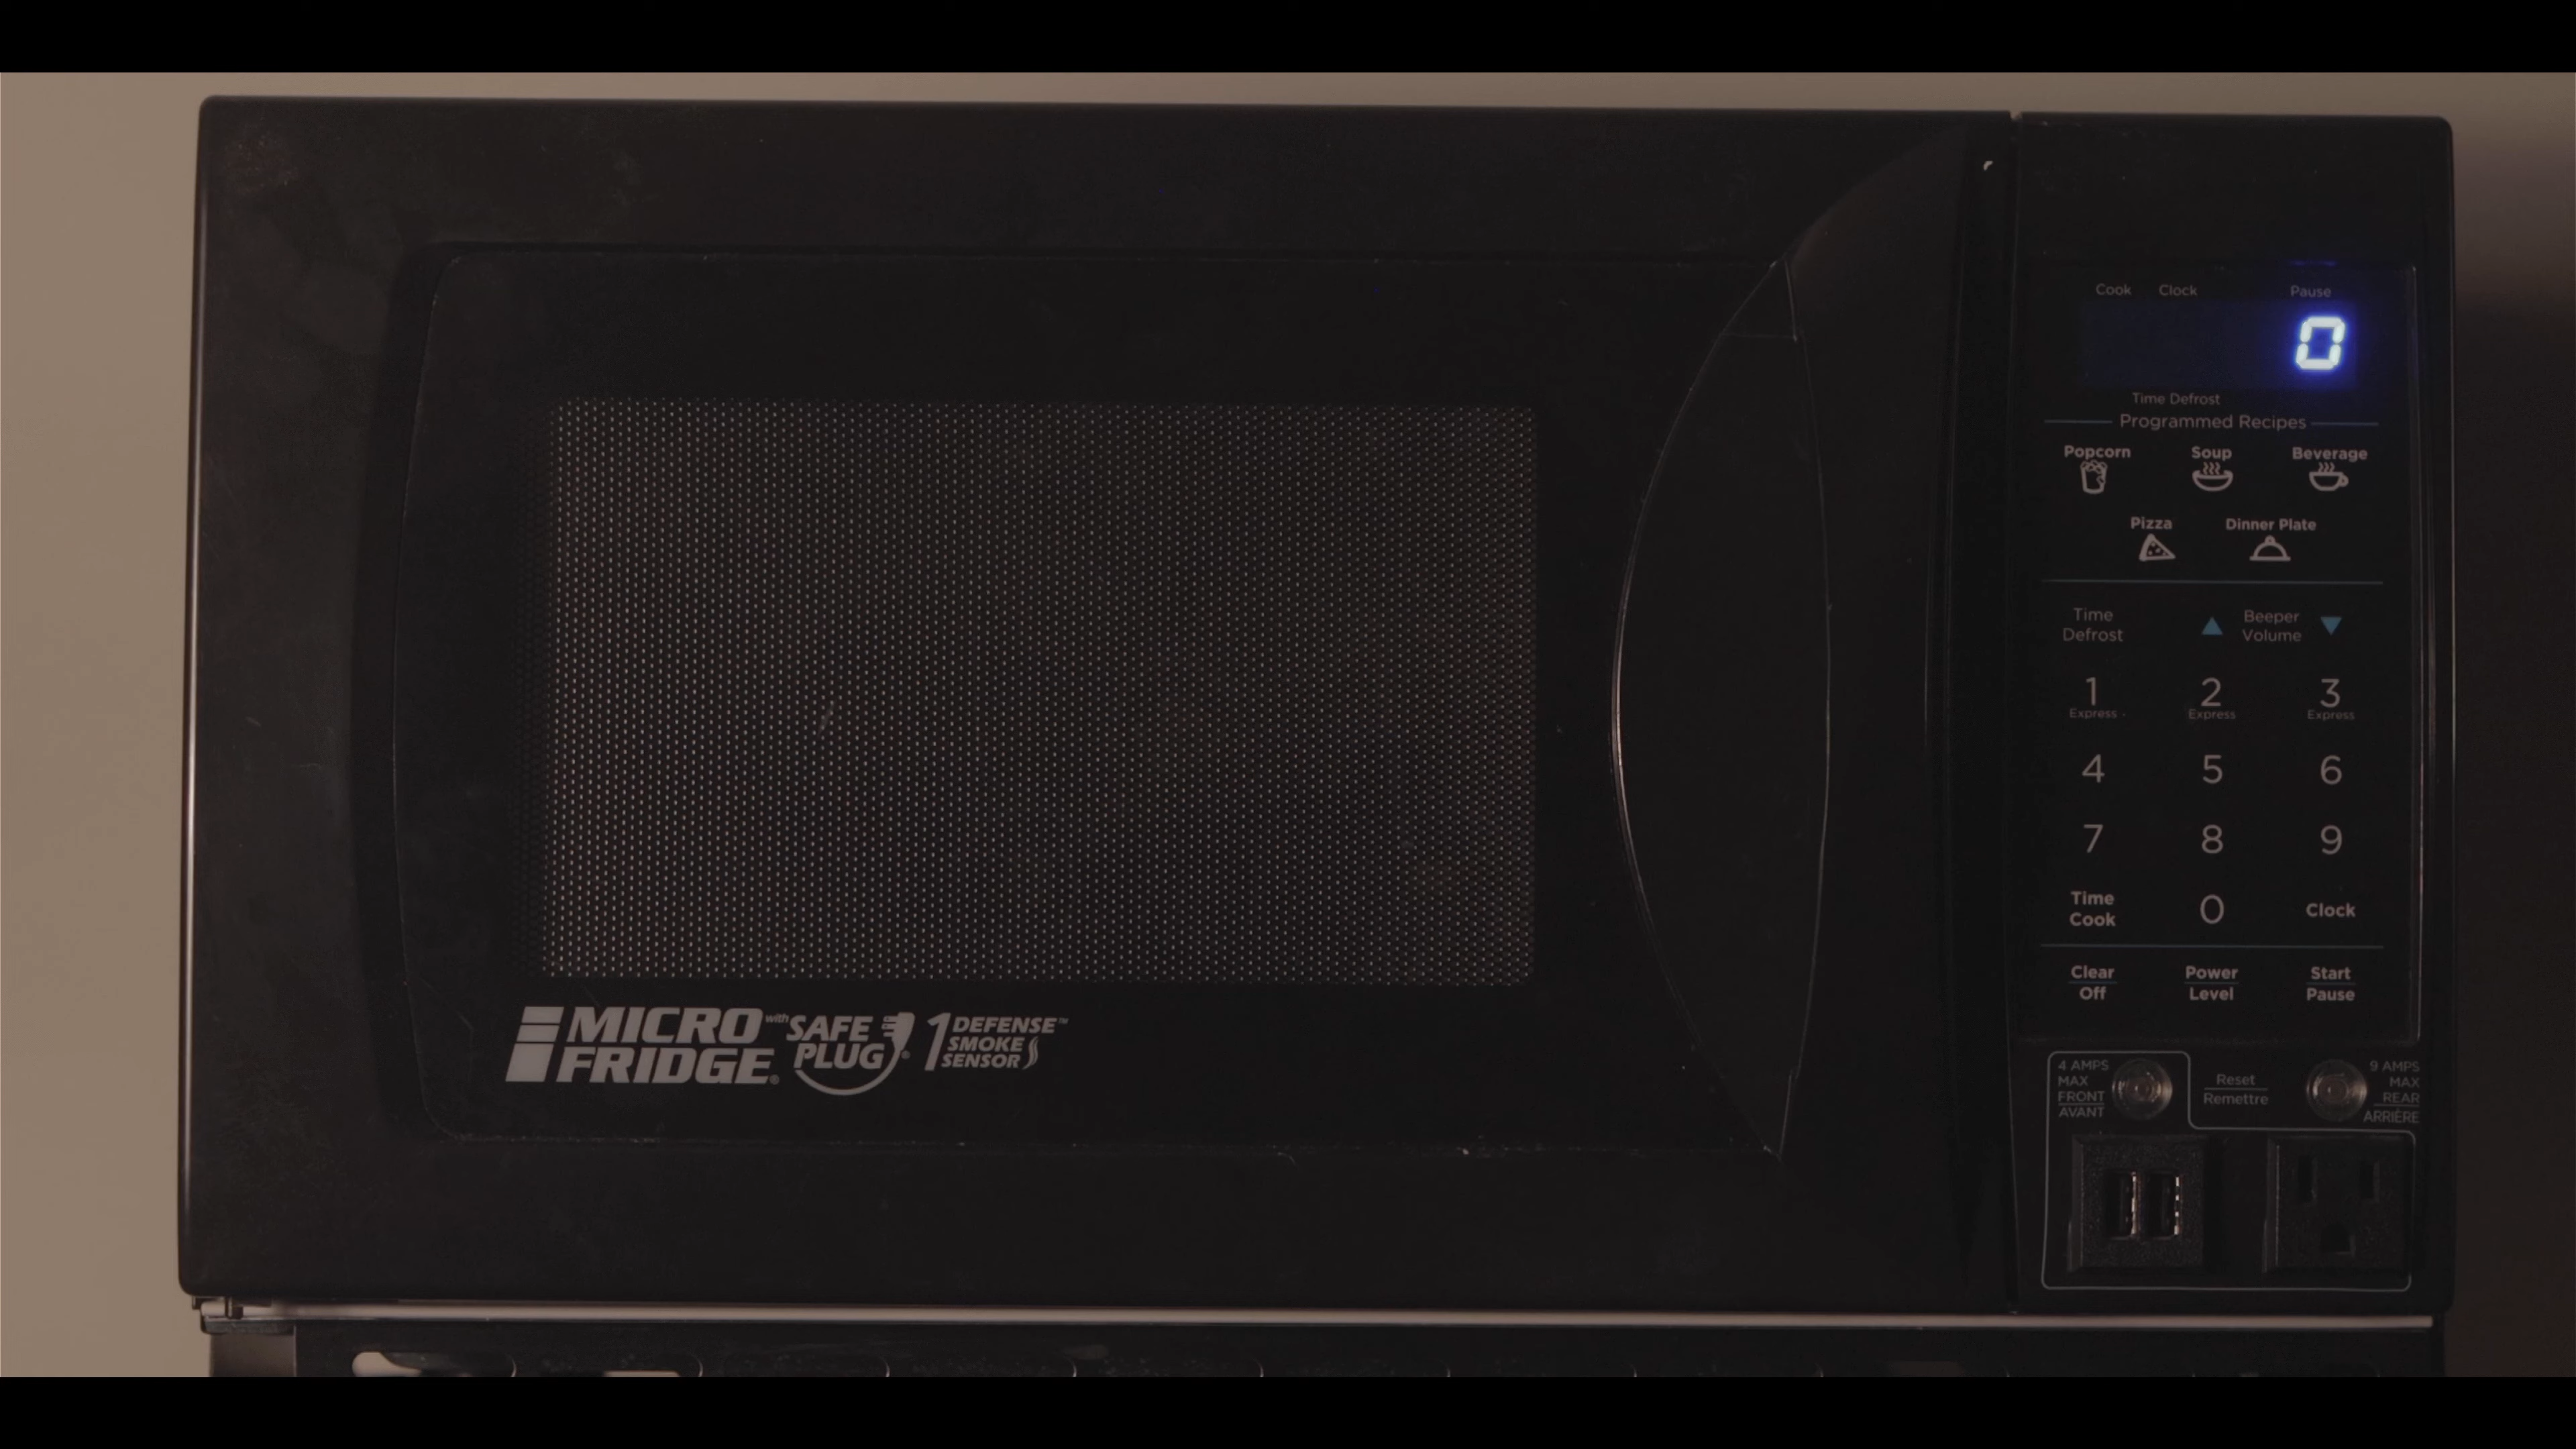 Cook Clock Pause
0
Time Defrost
Programmed Recipes
Popcorn Soup Beverage
Pizza Dinner Plate
Time
Defrost
Beeper
Volume
1 2 3
Express Express Express
4 5 6
7 8 9
Time
Cook
0
Clock
Clear
Off
Power
Level
Start
Pause
4 AMPS
MAX
FRONT
AVANT
Reset
Remettre
9 AMPS
MAX
REAR
ARRIÈRE
MICRO
FRIDGE®
with
SAFE
PLUG®
1
DEFENSE™
SMOKE
SENSOR